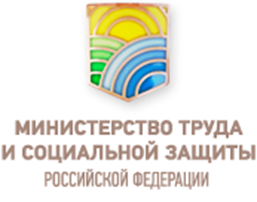 МИНИСТЕРСТВО ТРУДА
И СОЦИАЛЬНОЙ ЗАЩИТЫ
РОССИЙСКОЙ ФЕДЕРАЦИИ